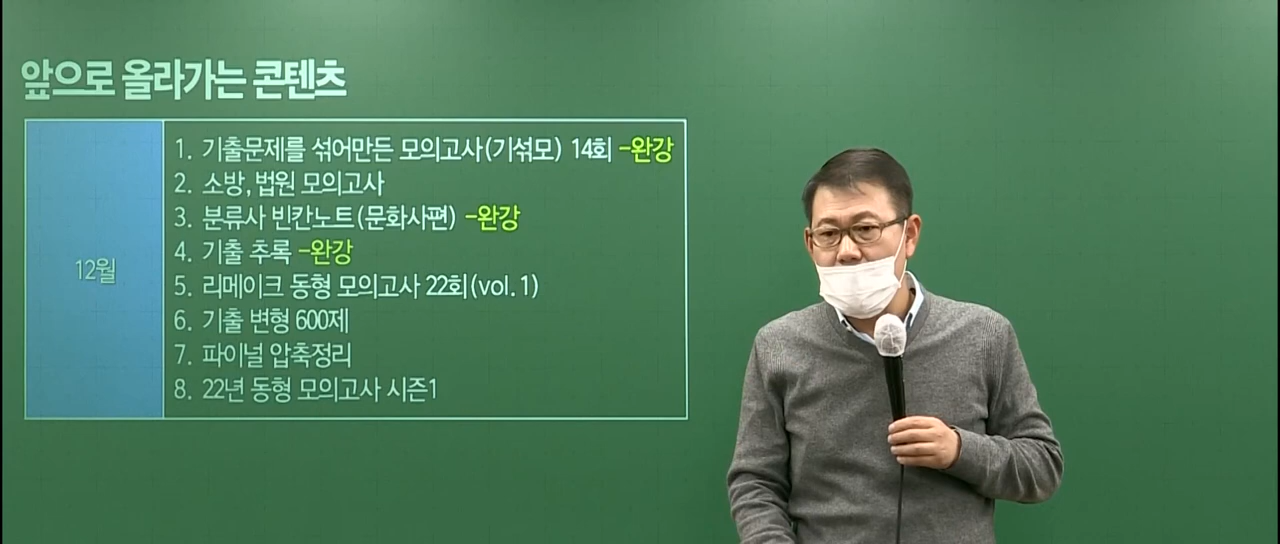 앞으로 올라가는 콘텐츠
12월
1. 기출문제를 섞어만든 모의고사(기섞모) 14회 -완강
2. 소방,법원 모의고사
3. 분류사 빈칸노트(문화사편) -완강
4. 기출 추록 -완강
5. 리메이크 동형 모의고사 22회(vol.1)
6. 기출 변형 600제
7. 파이널 압축정리
8. 22년 동형 모의고사 시즌1